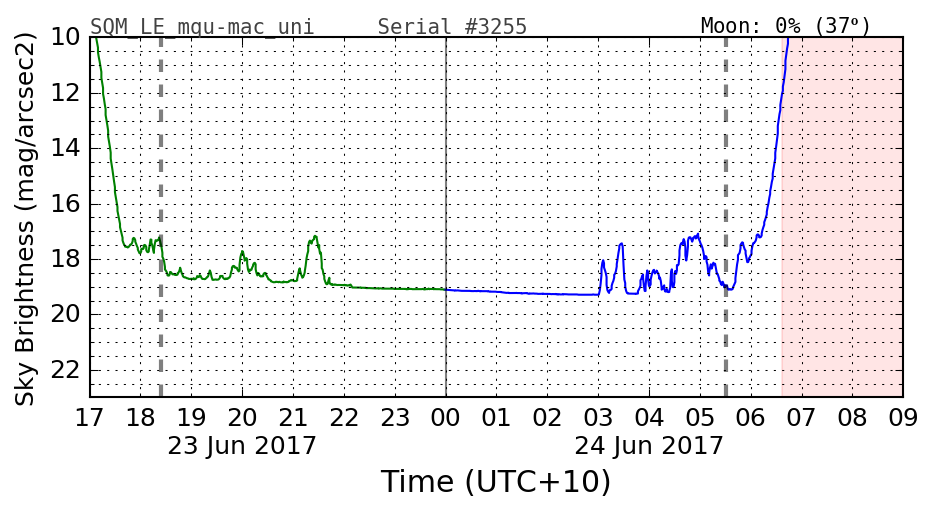 SQM_LE_mqu-mac_uni Serial #3255 Moon: 0% (37°)
Sky Brightness (mag/arcsec2)
10
12
14
16
18
20
22
17 18 19 20 21 22 23 00 01 02 03 04 05 06 07 08 09
23 Jun 2017 24 Jun 2017
Time (UTC+10)